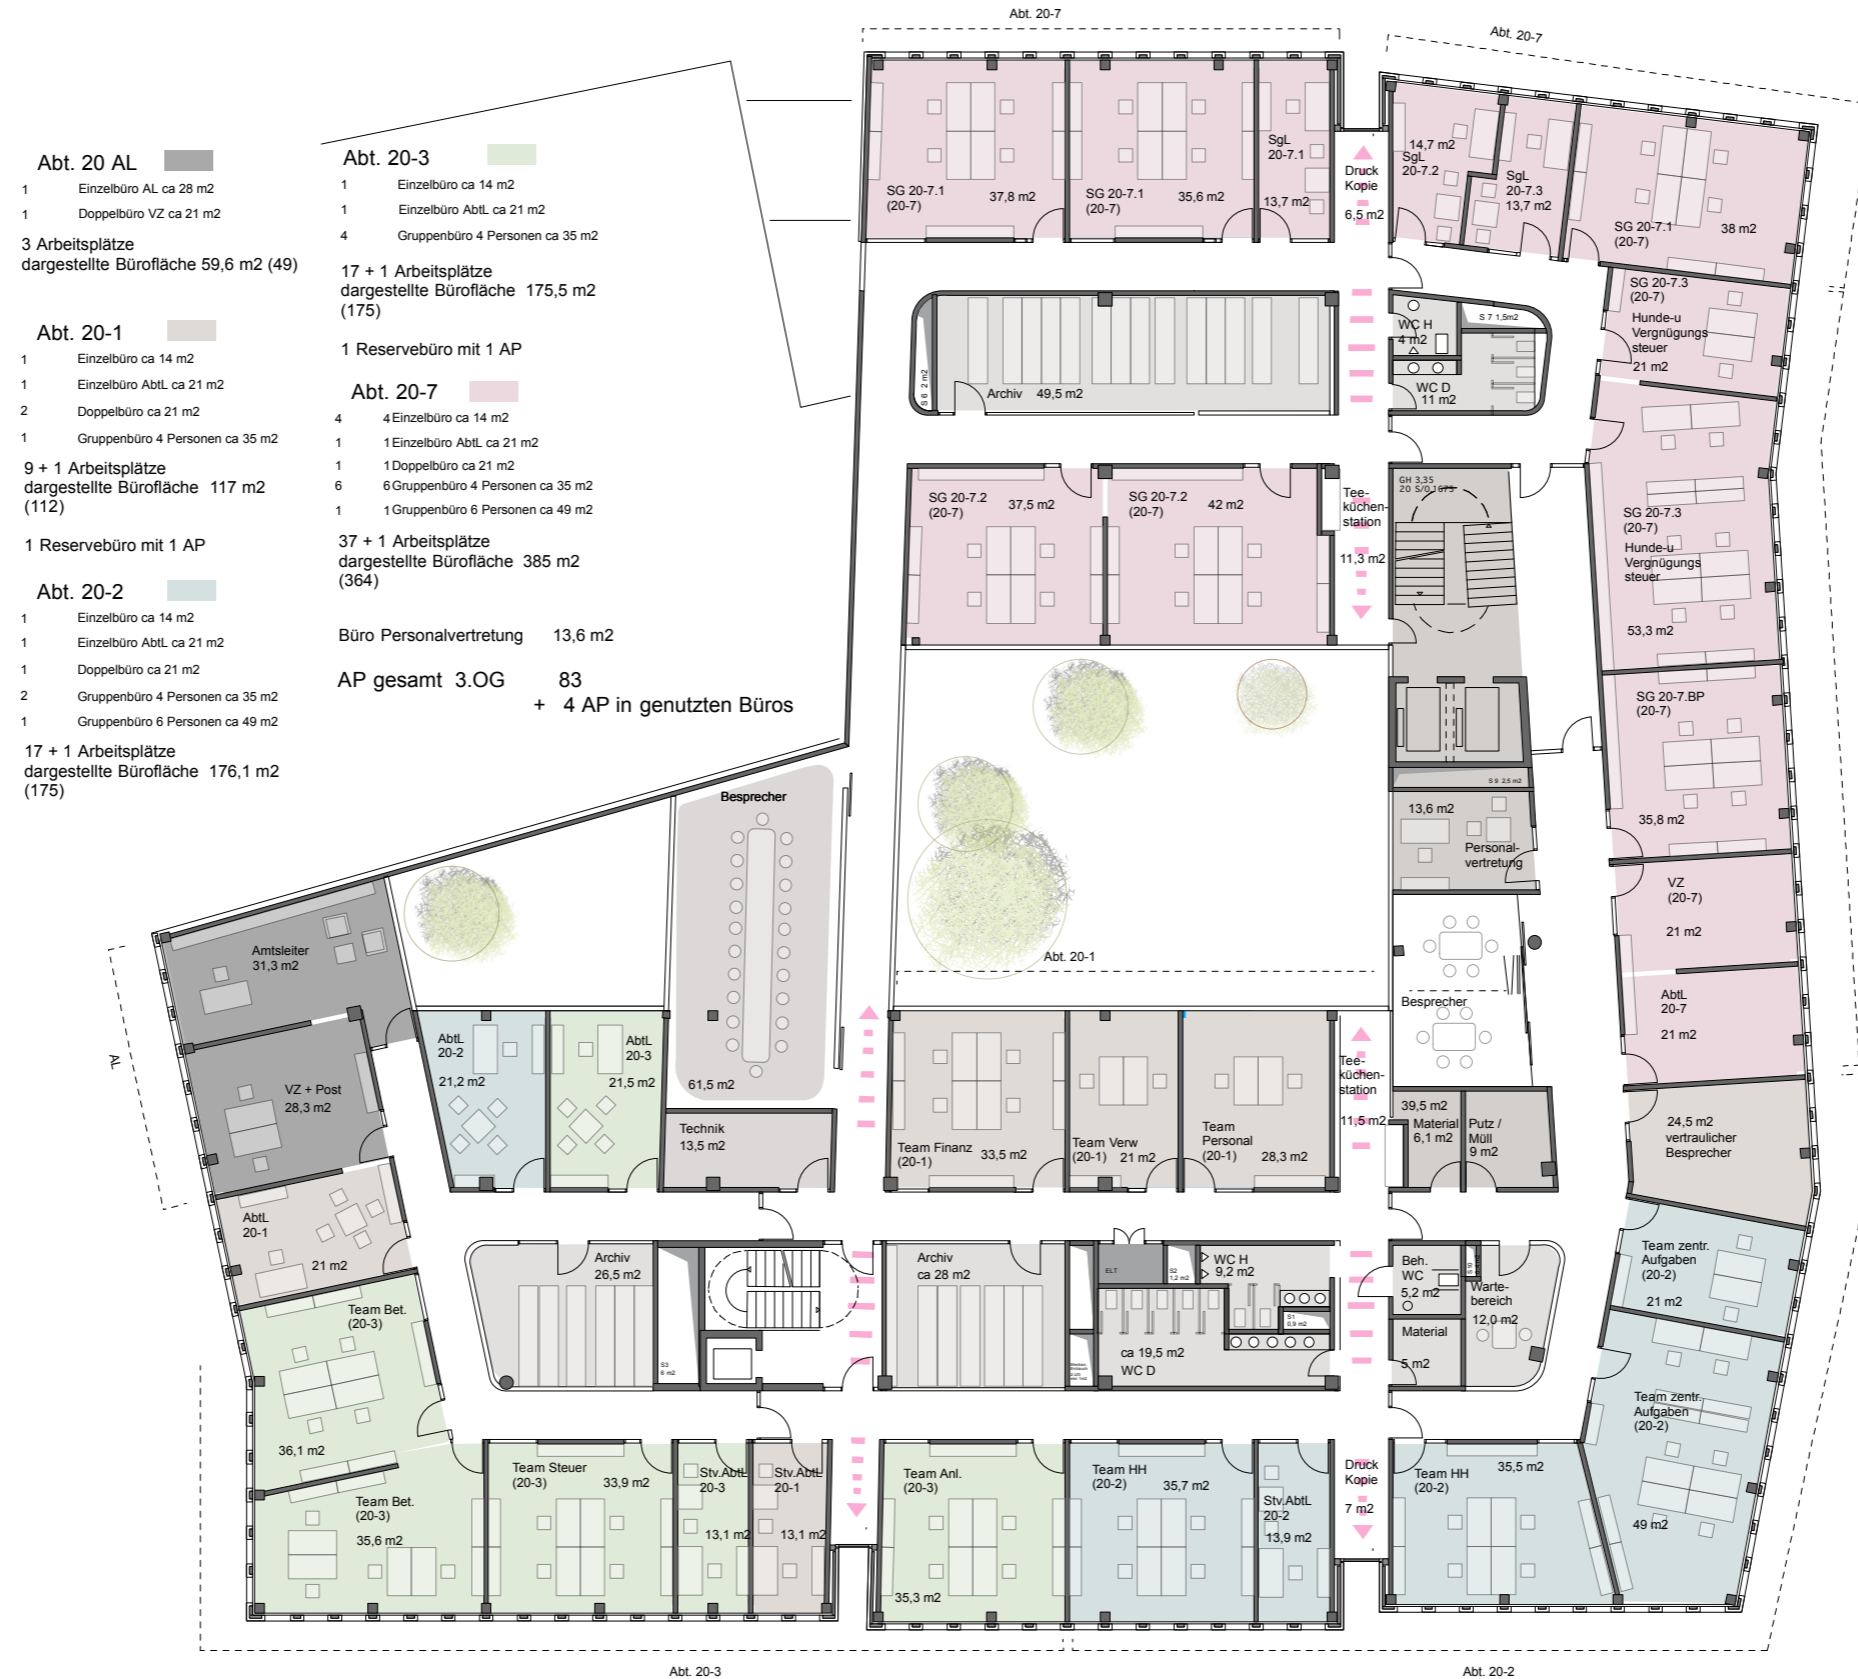 Abt. 20-7
Abt. 20-7
Abt. 20 AL
1 Einzelbüro AL ca 28 m2
1 Doppelbüro VZ ca 21 m2
3 Arbeitsplätze
dargestellte Bürofläche 59,6 m2 (49)
Abt. 20-1
1 Einzelbüro ca 14 m2
1 Einzelbüro AbtL ca 21 m2
2 Doppelbüro ca 21 m2
1 Gruppenbüro 4 Personen ca 35 m2
9 + 1 Arbeitsplätze
dargestellte Bürofläche 117 m2
(112)
1 Reservebüro mit 1 AP
Abt. 20-2
1 Einzelbüro ca 14 m2
1 Einzelbüro AbtL ca 21 m2
1 Doppelbüro ca 21 m2
2 Gruppenbüro 4 Personen ca 35 m2
1 Gruppenbüro 6 Personen ca 49 m2
17 + 1 Arbeitsplätze
dargestellte Bürofläche 176,1 m2
(175)
Abt. 20-3
1 Einzelbüro ca 14 m2
1 Einzelbüro AbtL ca 21 m2
4 Gruppenbüro 4 Personen ca 35 m2
17 + 1 Arbeitsplätze
dargestellte Bürofläche 175,5 m2
(175)
1 Reservebüro mit 1 AP
Abt. 20-7
4 4 Einzelbüro ca 14 m2
1 1 Einzelbüro AbtL ca 21 m2
1 1 Doppelbüro ca 21 m2
6 6 Gruppenbüro 4 Personen ca 35 m2
1 1 Gruppenbüro 6 Personen ca 49 m2
37 + 1 Arbeitsplätze
dargestellte Bürofläche 385 m2
(364)
Büro Personalvertretung 13,6 m2
AP gesamt 3.OG 83
+ 4 AP in genutzten Büros
SG 20-7.1
(20-7)
37,8 m2
SG 20-7.1
(20-7)
35,6 m2
SgL
20-7.1
13,7 m2
Druck
Kopie
6,5 m2
14,7 m2
SgL
20-7.2
SgL
20-7.3
13,7 m2
SG 20-7.1
(20-7)
38 m2
SG 20-7.3
(20-7)
Hunde-u
Vergnügungs
steuer
21 m2
S 6 2 m2
Archiv 49,5 m2
WC H
4 m2
S 7 1,5m2
WC D
11 m2
SG 20-7.2
(20-7)
37,5 m2
SG 20-7.2
(20-7)
42 m2
Tee-
küchen-
station
11,3 m2
GH 3,35
20 S/0,1675
SG 20-7.3
(20-7)
Hunde-u
Vergnügungs
steuer
53,3 m2
SG 20-7.BP
(20-7)
35,8 m2
S 9 2,5 m2
13,6 m2
Personal-
vertretung
VZ
(20-7)
21 m2
Besprecher
AbtL
20-7
21 m2
Besprecher
61,5 m2
Abt. 20-1
Amtsleiter
31,3 m2
AL
VZ + Post
28,3 m2
AbtL
20-2
21,2 m2
AbtL
20-3
21,5 m2
Technik
13,5 m2
Team Finanz
(20-1)
33,5 m2
Team Verw
(20-1)
21 m2
Team
Personal
(20-1)
28,3 m2
Tee-
küchen-
station
11,5 m2
39,5 m2
Material
6,1 m2
Putz /
Müll
9 m2
24,5 m2
vertraulicher
Besprecher
AbtL
20-1
21 m2
Archiv
26,5 m2
S3
6 m2
Archiv
ca 28 m2
ELT
S2
1,2 m2
WC H
9,2 m2
S1
0,9 m2
ca 19,5 m2
WC D
Beh.
WC
5,2 m2
Warte-
bereich
12,0 m2
Material
5 m2
Team zentr.
Aufgaben
(20-2)
21 m2
Team zentr.
Aufgaben
(20-2)
49 m2
Team Bet.
(20-3)
36,1 m2
Team Bet.
(20-3)
35,6 m2
Team Steuer
(20-3)
33,9 m2
Stv.AbtL
20-3
13,1 m2
Stv.AbtL
20-1
13,1 m2
Team Anl.
(20-3)
35,3 m2
Team HH
(20-2)
35,7 m2
Stv.AbtL
20-2
13,9 m2
Druck
Kopie
7 m2
Team HH
(20-2)
35,5 m2
Abt. 20-3
Abt. 20-2